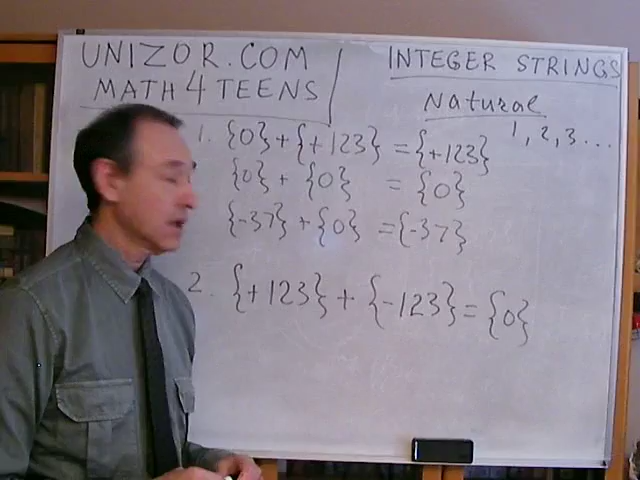 UNIZOR.COM
MATH 4 TEENS
INTEGER STRINGS
Natural
1, 2, 3 ...
1. {0} + {+123} = {+123}
{0} + {0} = {0}
{-37} + {0} = {-37}
2. {+123} + {-123} = {0}